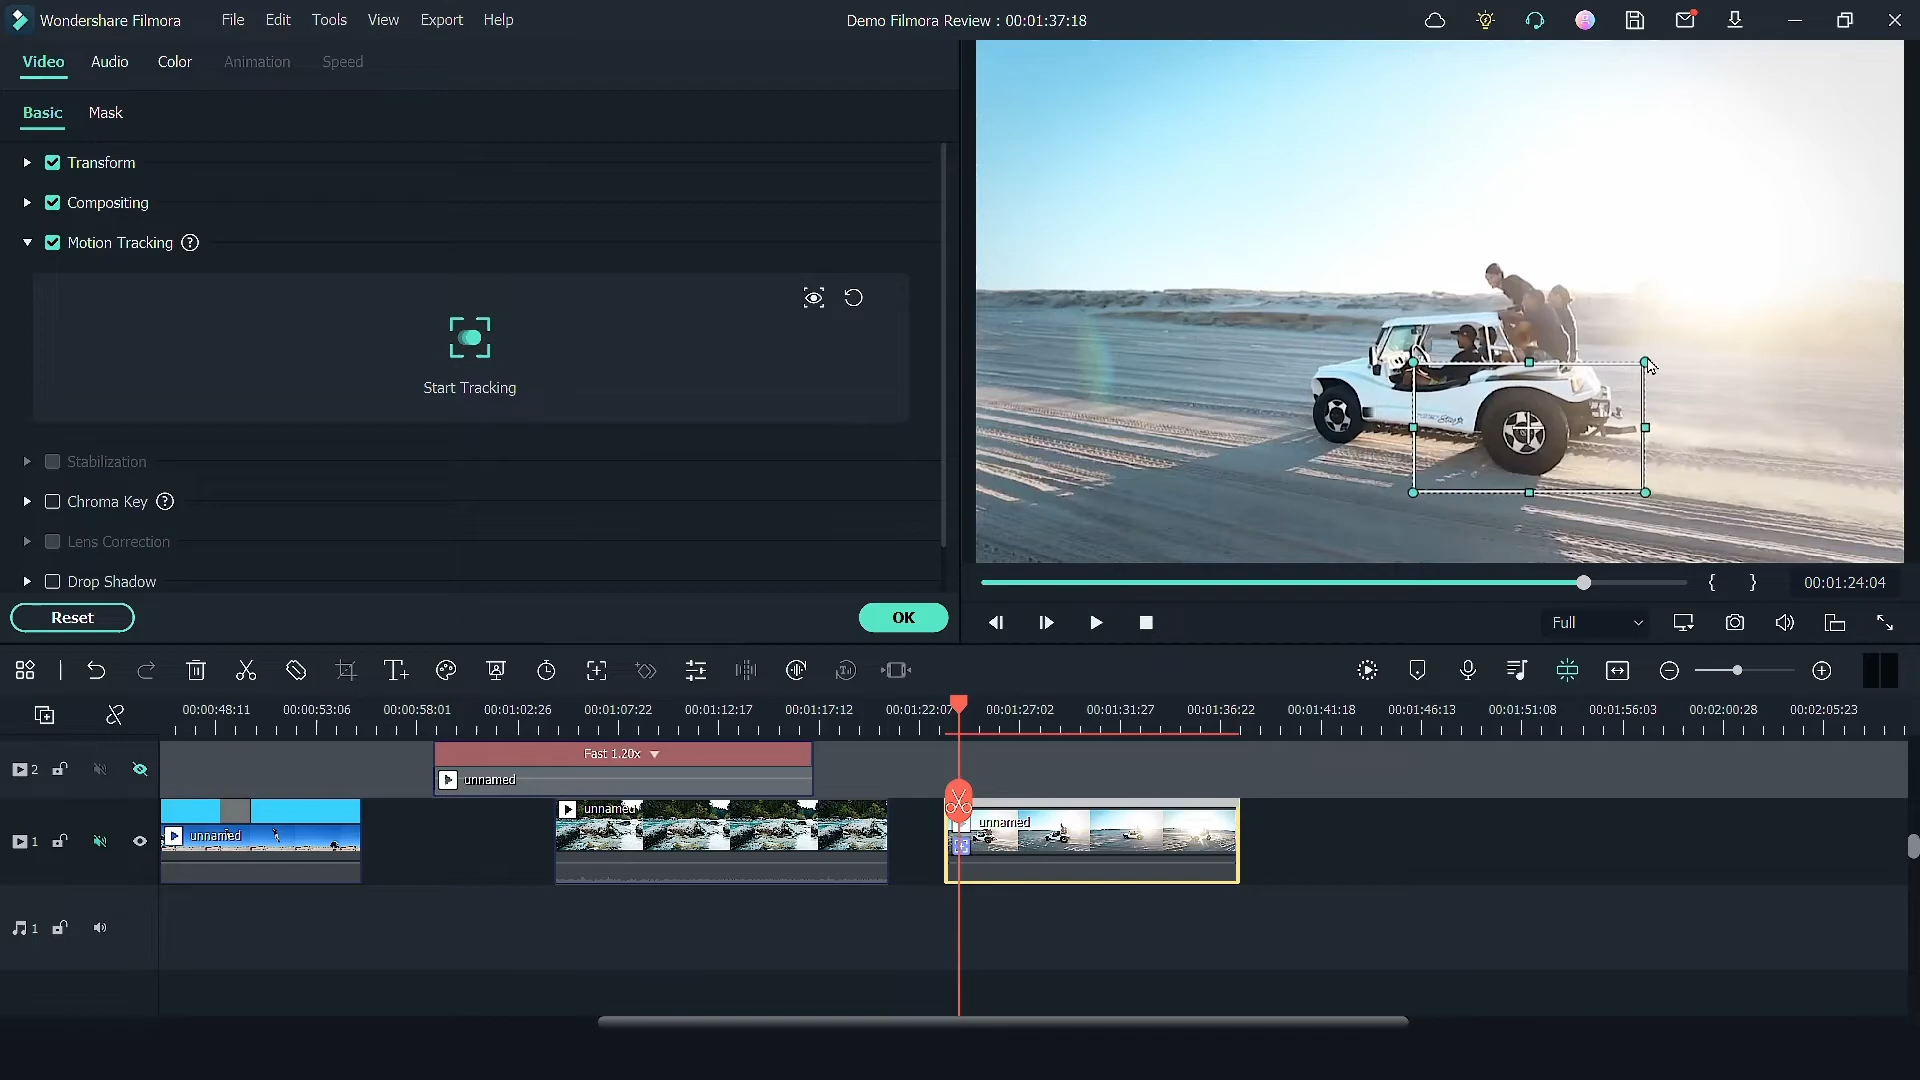 Wondershare Filmora File Edit Tools View Export Help Demo Filmora Review : 00:01:37:18
Video Audio Color Animation Speed
Basic Mask
Transform
Compositing
Motion Tracking ?
Start Tracking
Stabilization
Chroma Key ?
Lens Correction
Drop Shadow
{ } 00:01:24:04
Reset OK
Full
00:00:48:11 00:00:53:06 00:00:58:01 00:01:02:26 00:01:07:22 00:01:12:17 00:01:17:12 00:01:22:07 00:01:27:02 00:01:31:27 00:01:36:22 00:01:41:18 00:01:46:13 00:01:51:08 00:01:56:03 00:02:00:28 00:02:05:23
Fast 1.20x
2 unnamed
unnamed
unnamed
1 unnamed
1